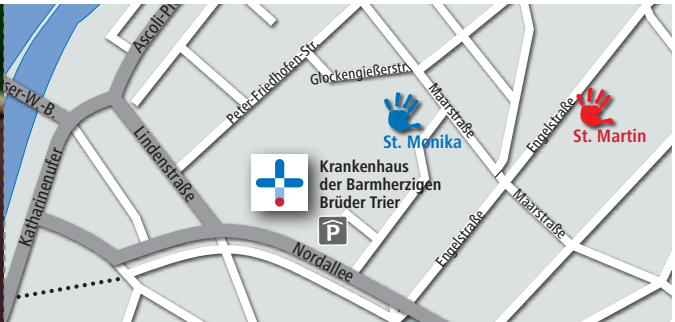 Ascoli-Pi
Peter-Friedhofen-Str.
Glockengießerstr.
Maarstraße
Engelstraße
ser-W.-B.
St. Monika
St. Martin
Lindenstraße
Katharinenufer
Krankenhaus
der Barmherzigen
Brüder Trier
P
Maarstraße
Engelstraße
Nordallee